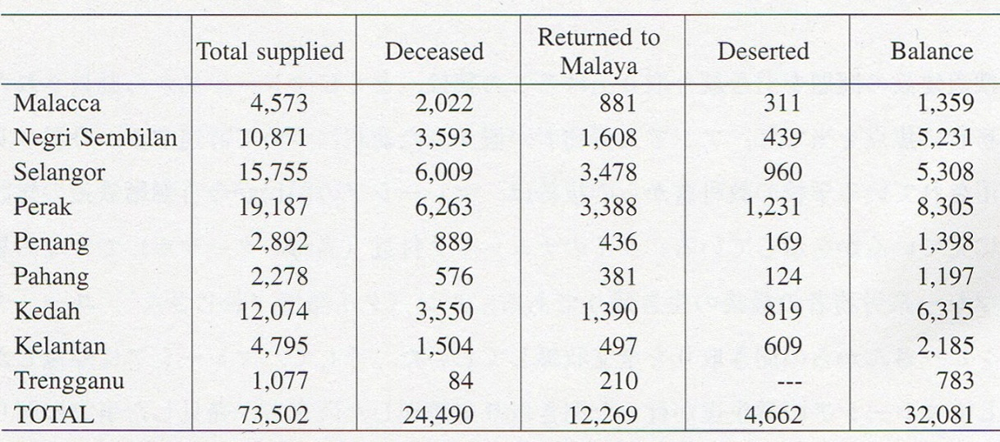 Total supplied Deceased Returned to Malaya Deserted Balance
Malacca 4,573 2,022 881 311 1,359
Negri Sembilan 10,871 3,593 1,608 439 5,231
Selangor 15,755 6,009 3,478 960 5,308
Perak 19,187 6,263 3,388 1,231 8,305
Penang 2,892 889 436 169 1,398
Pahang 2,278 576 381 124 1,197
Kedah 12,074 3,550 1,390 819 6,315
Kelantan 4,795 1,504 497 609 2,185
Trengganu 1,077 84 210 --- 783
TOTAL 73,502 24,490 12,269 4,662 32,081